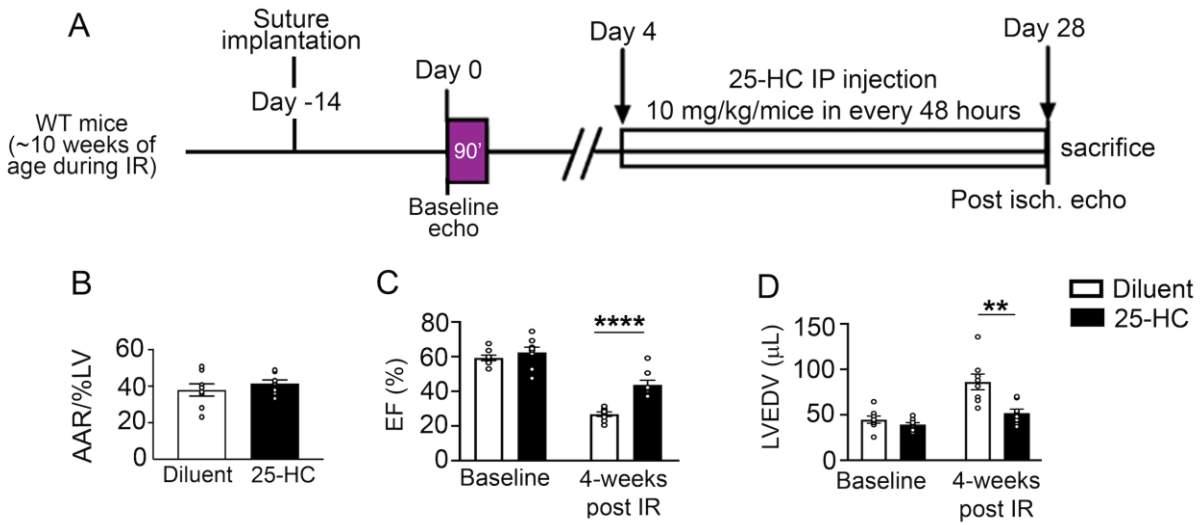 A
Suture
implantation
Day -14
Day 0
Day 4
Day 28
WT mice
(~10 weeks of
age during IR)
90'
25-HC IP injection
10 mg/kg/mice in every 48 hours
sacrifice
Baseline
echo
Post isch. echo
B
AAR/%LV
60
40
20
0
Diluent
25-HC
C
EF (%)
80
60
40
20
0
****
Baseline
4-weeks
post IR
D
LVEDV (µL)
150
100
50
0
**
Baseline
4-weeks
post IR
Diluent
25-HC